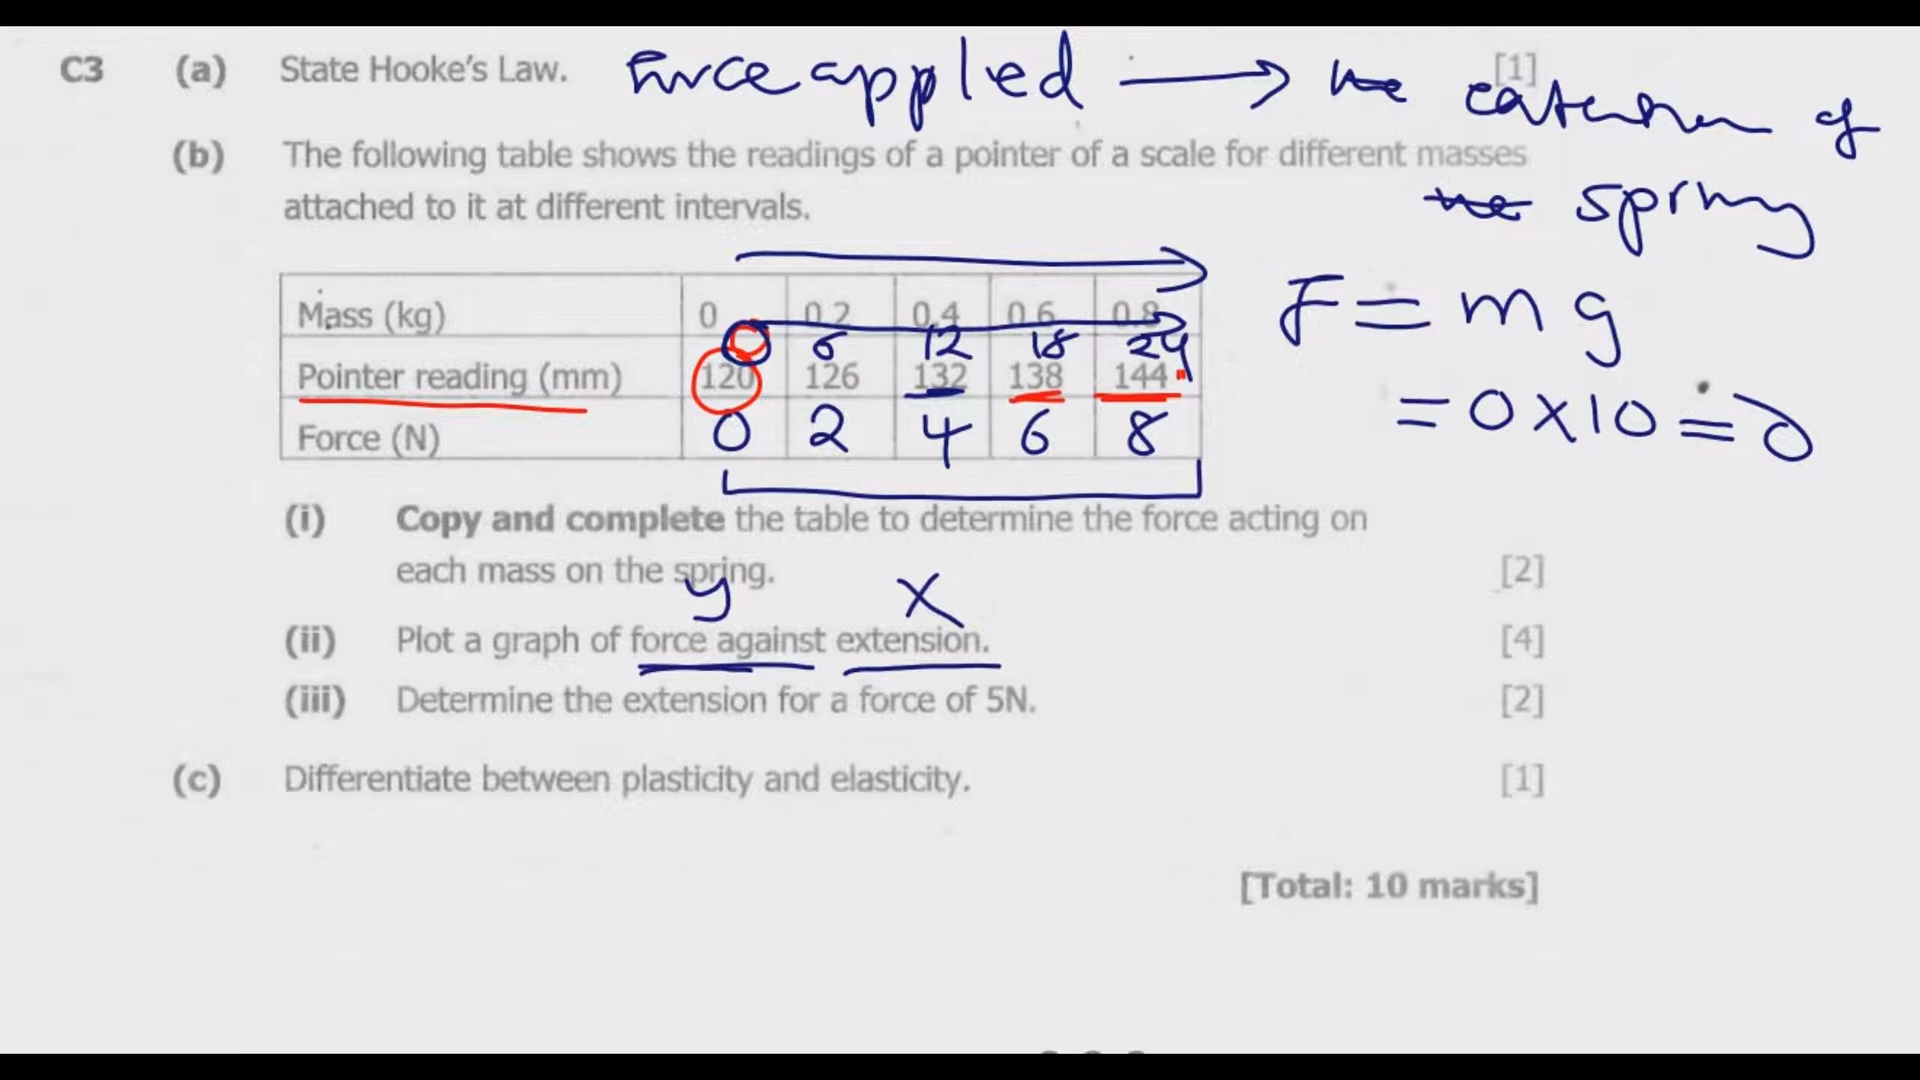 C3 (a) State Hooke's Law. [1]
Force appled → the extension of
the spring
(b) The following table shows the readings of a pointer of a scale for different masses
attached to it at different intervals.
Mass (kg) 0 0.2 0.4 0.6 0.8
0 6 12 18 24
Pointer reading (mm) 120 126 132 138 144
Force (N) 0 2 4 6 8
F = mg
= 0 × 10 = 0
(i) Copy and complete the table to determine the force acting on
each mass on the spring. [2]
y x
(ii) Plot a graph of force against extension. [4]
(iii) Determine the extension for a force of 5N. [2]
(c) Differentiate between plasticity and elasticity. [1]
[Total: 10 marks]